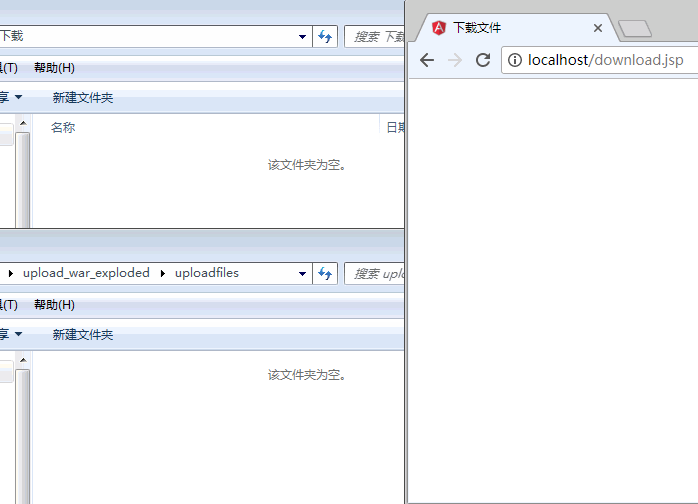 下载
搜索 下载
(T) 帮助(H)
享 新建文件夹
名称 日期
该文件夹为空。
upload_war_exploded uploadfiles
搜索 uplo
(T) 帮助(H)
享 新建文件夹
该文件夹为空。
下载文件
localhost/download.jsp